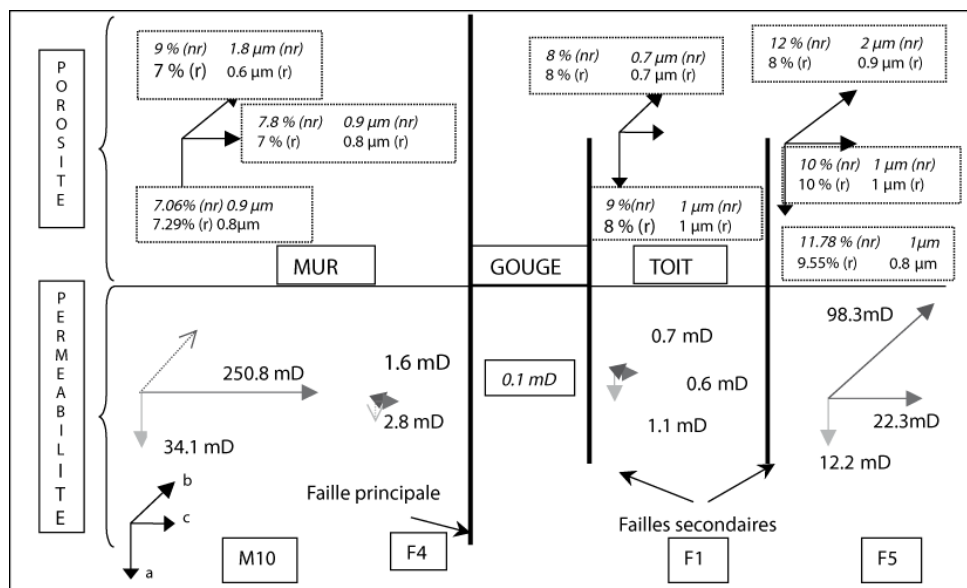 POROSITE
9 % (nr) 1.8 µm (nr)
7 % (r) 0.6 µm (r)
7.8 % (nr) 0.9 µm (nr)
7 % (r) 0.8 µm (r)
7.06% (nr) 0.9 µm
7.29% (r) 0.8µm
8 % (nr) 0.7 µm (nr)
8 % (r) 0.7 µm (r)
9 %(nr) 1 µm (nr)
8 % (r) 1 µm (r)
12 % (nr) 2 µm (nr)
8 % (r) 0.9 µm (r)
10 % (nr) 1 µm (nr)
10 % (r) 1 µm (r)
11.78 % (nr) 1µm
9.55% (r) 0.8 µm
MUR
GOUGE
TOIT
PERMEABILITE
250.8 mD
34.1 mD
1.6 mD
2.8 mD
0.1 mD
0.7 mD
0.6 mD
1.1 mD
98.3mD
22.3mD
12.2 mD
b
c
a
Faille principale
Failles secondaires
M10
F4
F1
F5